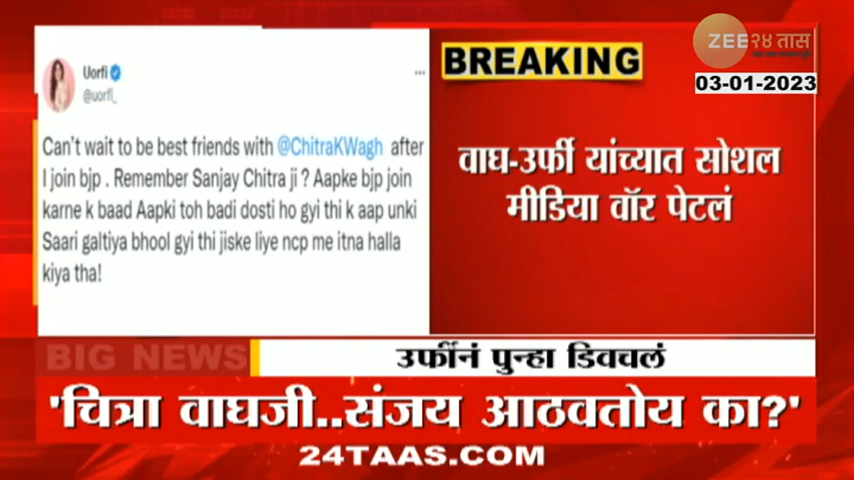 Uorfi
@uorfi_
Can't wait to be best friends with @ChitraKWagh after
I join bjp . Remember Sanjay Chitra ji ? Aapke bjp join
karne k baad Aapki toh badi dosti ho gyi thi k aap unki
Saari galtiya bhool gyi thi jiske liye ncp me itna halla
kiya tha!
BREAKING
ZEE २४ तास
03-01-2023
वाघ-उर्फी यांच्यात सोशल
मीडिया वॉर पेटलं
BIG NEWS
उर्फीनं पुन्हा डिवचलं
'चित्रा वाघजी..संजय आठवतोय का?'
24TAAS.COM